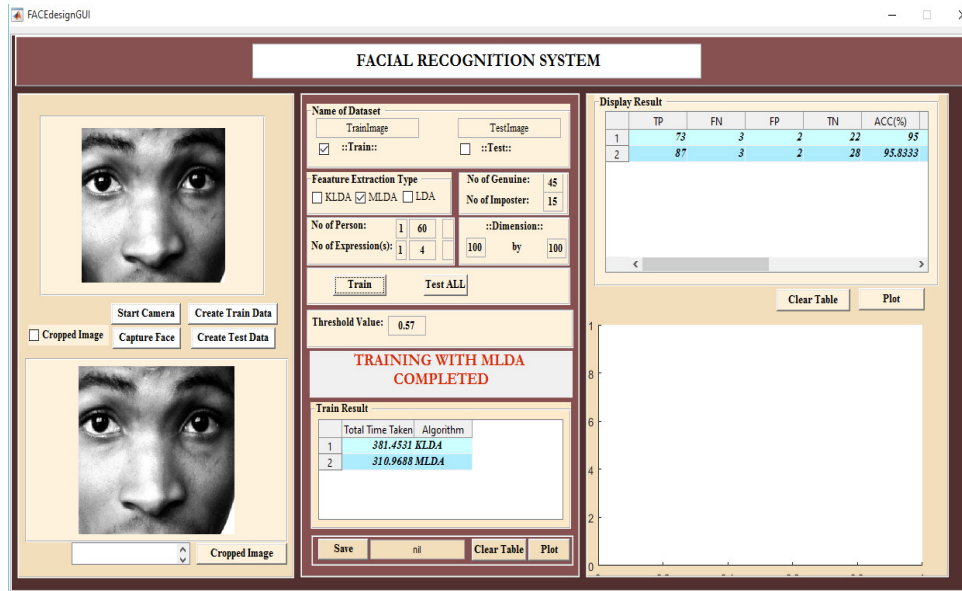 FACEdesignGUI
FACIAL RECOGNITION SYSTEM
Start Camera
Create Train Data
Cropped Image
Capture Face
Create Test Data
Cropped Image
Name of Dataset
TrainImage
TestImage
::Train::
::Test::
Feaature Extraction Type
KLDA MLDA LDA
No of Genuine: 45
No of Imposter: 15
No of Person: 1 60
No of Expression(s): 1 4
::Dimension::
100 by 100
Train
Test ALL
Threshold Value: 0.57
TRAINING WITH MLDA
COMPLETED
Train Result
Total Time Taken Algorithm
1 381.4531 KLDA
2 310.9688 MLDA
Save
nil
Clear Table
Plot
Display Result
TP FN FP TN ACC(%)
1 73 3 2 22 95
2 87 3 2 28 95.8333
Clear Table
Plot
1
8
6
4
2
0